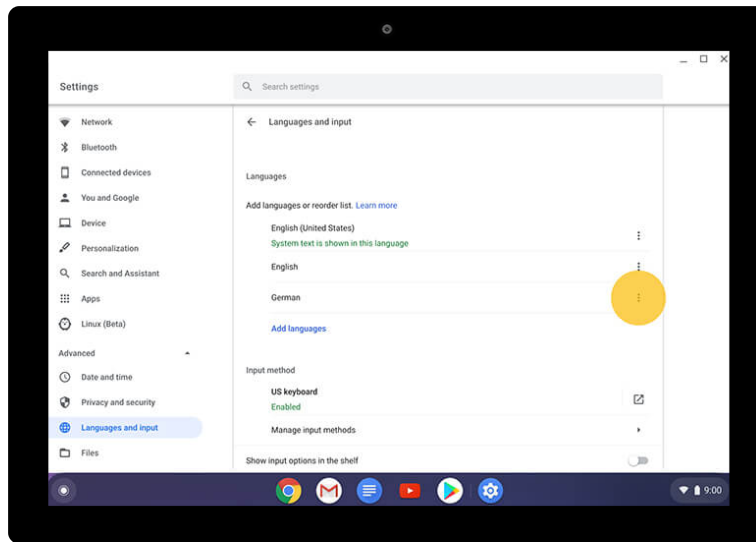 Settings
Search settings
Network
Bluetooth
Connected devices
You and Google
Device
Personalization
Search and Assistant
Apps
Linux (Beta)
Advanced
Date and time
Privacy and security
Languages and input
Files
Languages and input
Languages
Add languages or reorder list. Learn more
English (United States)
System text is shown in this language
English
German
Add languages
Input method
US keyboard
Enabled
Manage input methods
Show input options in the shelf
9:00